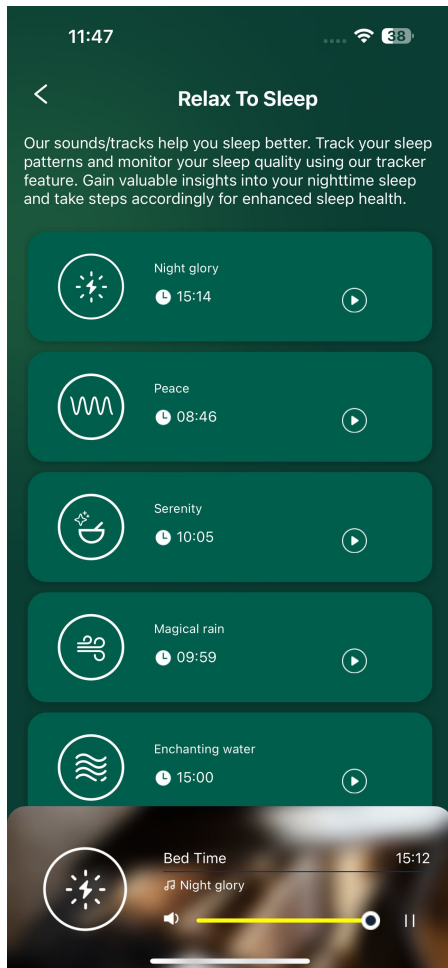 11:47
38
Relax To Sleep
Our sounds/tracks help you sleep better. Track your sleep
patterns and monitor your sleep quality using our tracker
feature. Gain valuable insights into your nighttime sleep
and take steps accordingly for enhanced sleep health.
Night glory
15:14
Peace
08:46
Serenity
10:05
Magical rain
09:59
Enchanting water
15:00
Bed Time 15:12
Night glory